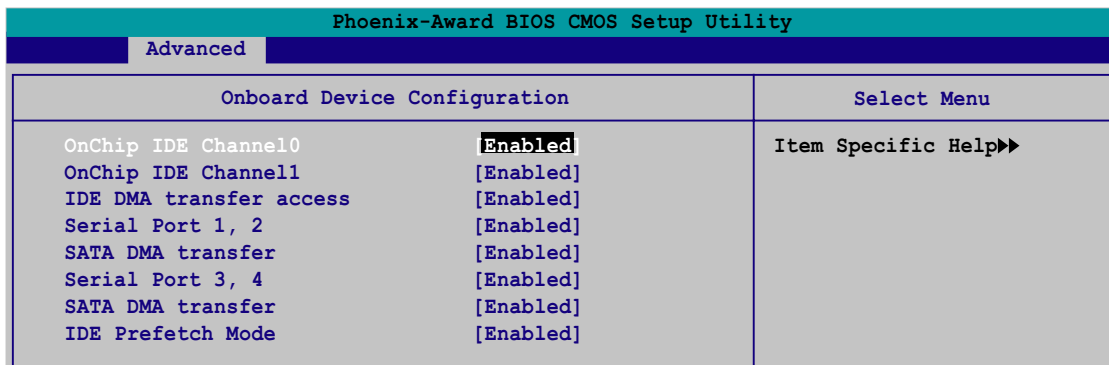 Phoenix-Award BIOS CMOS Setup Utility
Advanced
Onboard Device Configuration
Select Menu
OnChip IDE Channel0 [Enabled]
Item Specific Help▶▶
OnChip IDE Channel1 [Enabled]
IDE DMA transfer access [Enabled]
Serial Port 1, 2 [Enabled]
SATA DMA transfer [Enabled]
Serial Port 3, 4 [Enabled]
SATA DMA transfer [Enabled]
IDE Prefetch Mode [Enabled]